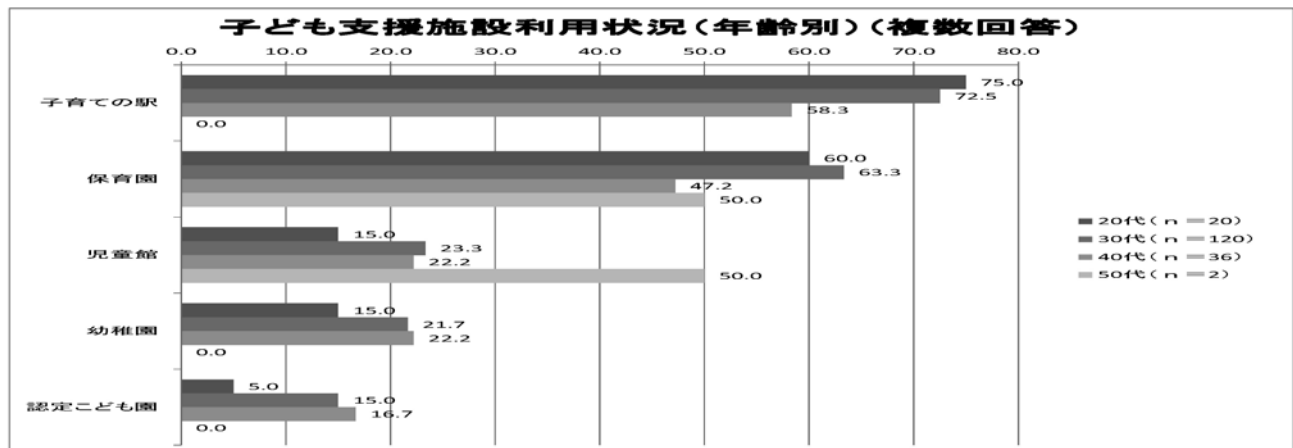 子ども支援施設利用状況(年齢別)(複数回答)
0.0 10.0 20.0 30.0 40.0 50.0 60.0 70.0 80.0
子育ての駅
75.0
72.5
58.3
0.0
保育園
60.0
63.3
47.2
50.0
児童館
15.0
23.3
22.2
50.0
幼稚園
15.0
21.7
22.2
0.0
認定こども園
5.0
15.0
16.7
0.0
20代(n=20)
30代(n=120)
40代(n=36)
50代(n=2)